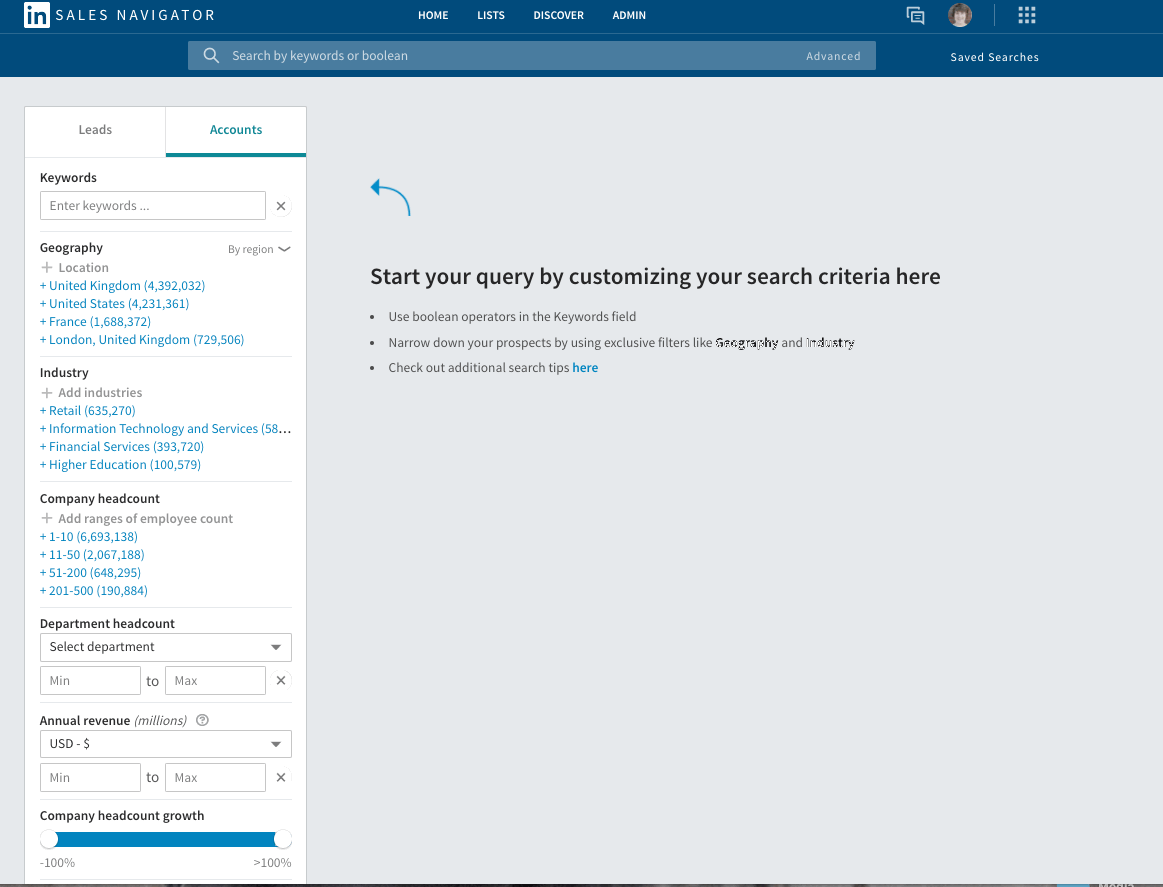 in SALES NAVIGATOR
HOME LISTS DISCOVER ADMIN
Search by keywords or boolean Advanced
Saved Searches
Leads Accounts
Keywords
Enter keywords ...
Geography By region
+ Location
+ United Kingdom (4,392,032)
+ United States (4,231,361)
+ France (1,688,372)
+ London, United Kingdom (729,506)
Industry
+ Add industries
+ Retail (635,270)
+ Information Technology and Services (58...
+ Financial Services (393,720)
+ Higher Education (100,579)
Company headcount
+ Add ranges of employee count
+ 1-10 (6,693,138)
+ 11-50 (2,067,188)
+ 51-200 (648,295)
+ 201-500 (190,884)
Department headcount
Select department
Min to Max
Annual revenue (millions) ?
USD - $
Min to Max
Company headcount growth
-100% >100%
Start your query by customizing your search criteria here
• Use boolean operators in the Keywords field
• Narrow down your prospects by using exclusive filters like Geography and Industry
• Check out additional search tips here